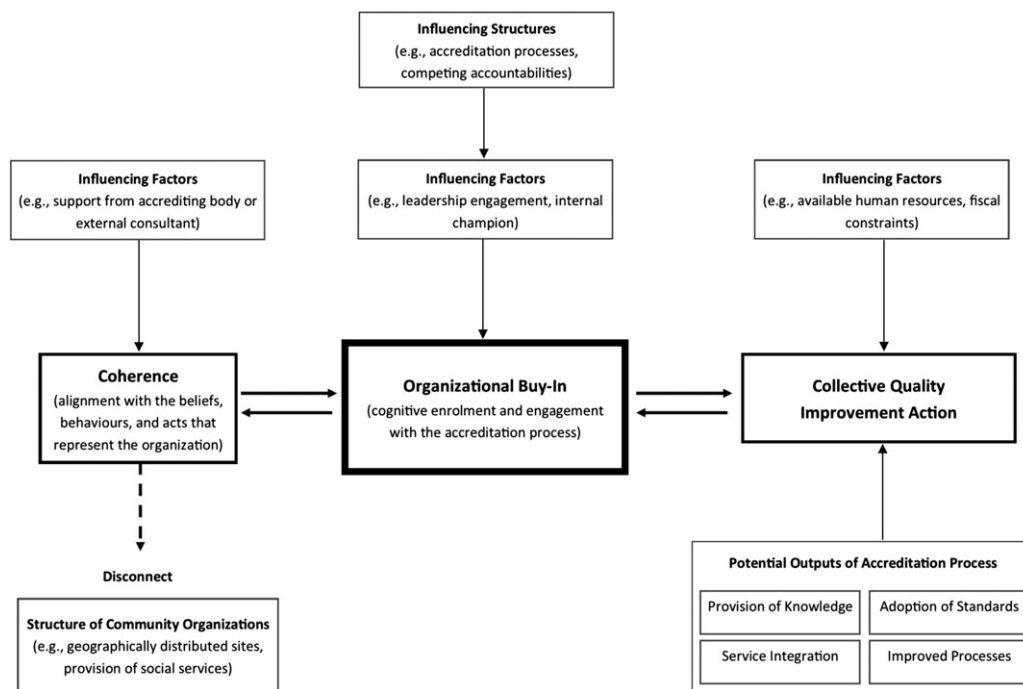 Influencing Structures
(e.g., accreditation processes,
competing accountabilities)
Influencing Factors
(e.g., support from accrediting body or
external consultant)
Influencing Factors
(e.g., leadership engagement, internal
champion)
Influencing Factors
(e.g., available human resources, fiscal
constraints)
Coherence
(alignment with the beliefs,
behaviours, and acts that
represent the organization)
Organizational Buy-In
(cognitive enrolment and engagement
with the accreditation process)
Collective Quality
Improvement Action
Disconnect
Structure of Community Organizations
(e.g., geographically distributed sites,
provision of social services)
Potential Outputs of Accreditation Process
Provision of Knowledge
Adoption of Standards
Service Integration
Improved Processes